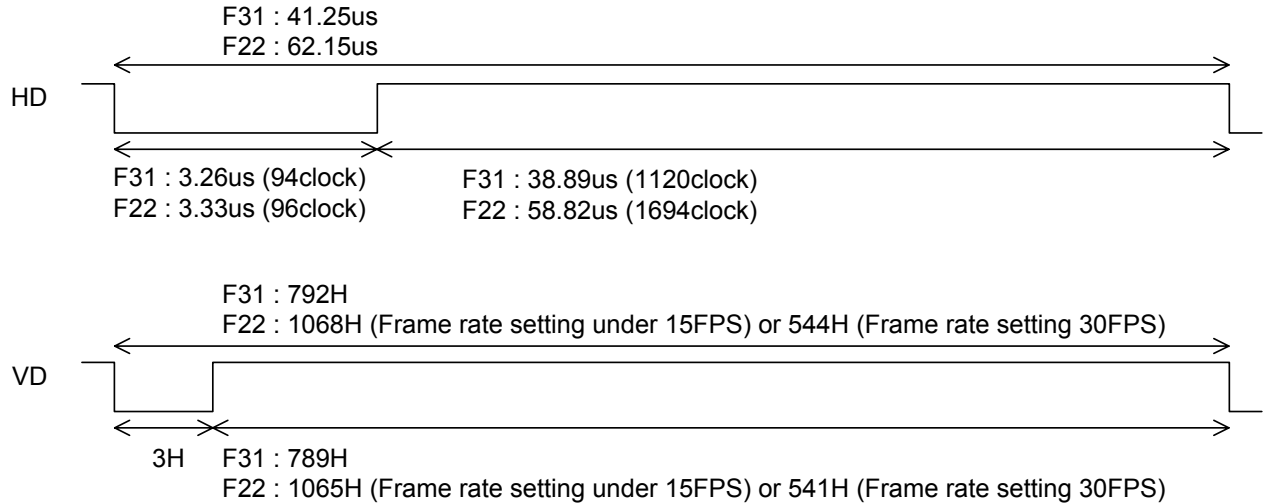 F31 : 41.25us
F22 : 62.15us
HD
F31 : 3.26us (94clock)
F22 : 3.33us (96clock)
F31 : 38.89us (1120clock)
F22 : 58.82us (1694clock)
F31 : 792H
F22 : 1068H (Frame rate setting under 15FPS) or 544H (Frame rate setting 30FPS)
VD
3H
F31 : 789H
F22 : 1065H (Frame rate setting under 15FPS) or 541H (Frame rate setting 30FPS)